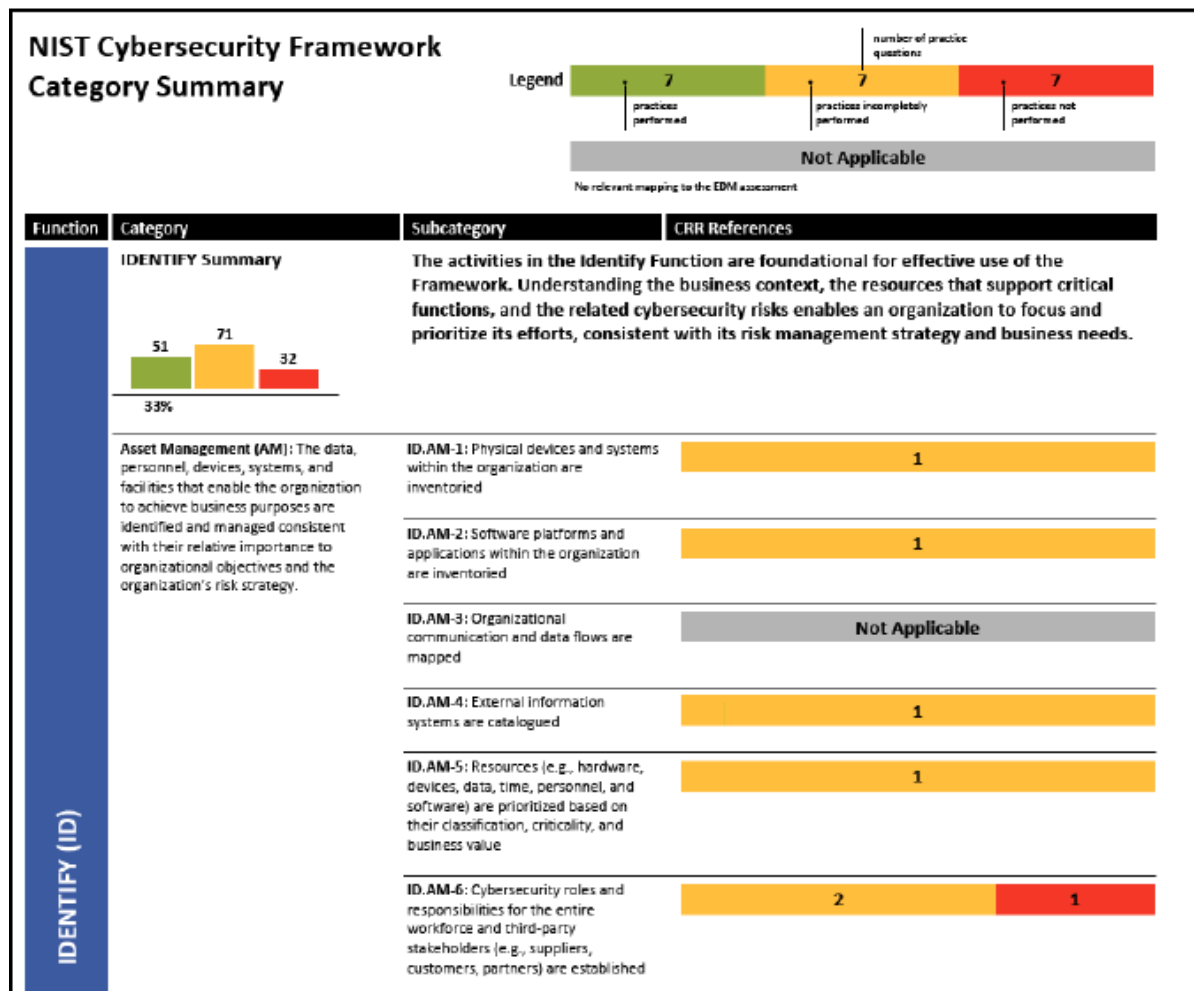 NIST Cybersecurity Framework
Category Summary
number of practice
questions
Legend
7
7
7
practices
performed
practices incompletely
performed
practices not
performed
Not Applicable
No relevant mapping to the EDM assessment
Function
Category
Subcategory
CRR References
IDENTIFY (ID)
IDENTIFY Summary
51
71
32
33%
The activities in the Identify Function are foundational for effective use of the
Framework. Understanding the business context, the resources that support critical
functions, and the related cybersecurity risks enables an organization to focus and
prioritize its efforts, consistent with its risk management strategy and business needs.
Asset Management (AM): The data,
personnel, devices, systems, and
facilities that enable the organization
to achieve business purposes are
identified and managed consistent
with their relative importance to
organizational objectives and the
organization's risk strategy.
ID.AM-1: Physical devices and systems
within the organization are
inventoried
1
ID.AM-2: Software platforms and
applications within the organization
are inventoried
1
ID.AM-3: Organizational
communication and data flows are
mapped
Not Applicable
ID.AM-4: External information
systems are catalogued
1
ID.AM-5: Resources (e.g., hardware,
devices, data, time, personnel, and
software) are prioritized based on
their classification, criticality, and
business value
1
ID.AM-6: Cybersecurity roles and
responsibilities for the entire
workforce and third-party
stakeholders (e.g., suppliers,
customers, partners) are established
2
1